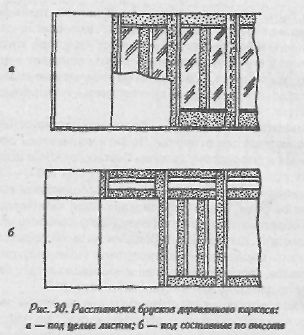 а
б
Рис. 30. Расстановка брусков деревянного каркаса:
а — под целые листы; б — под составные по высоте